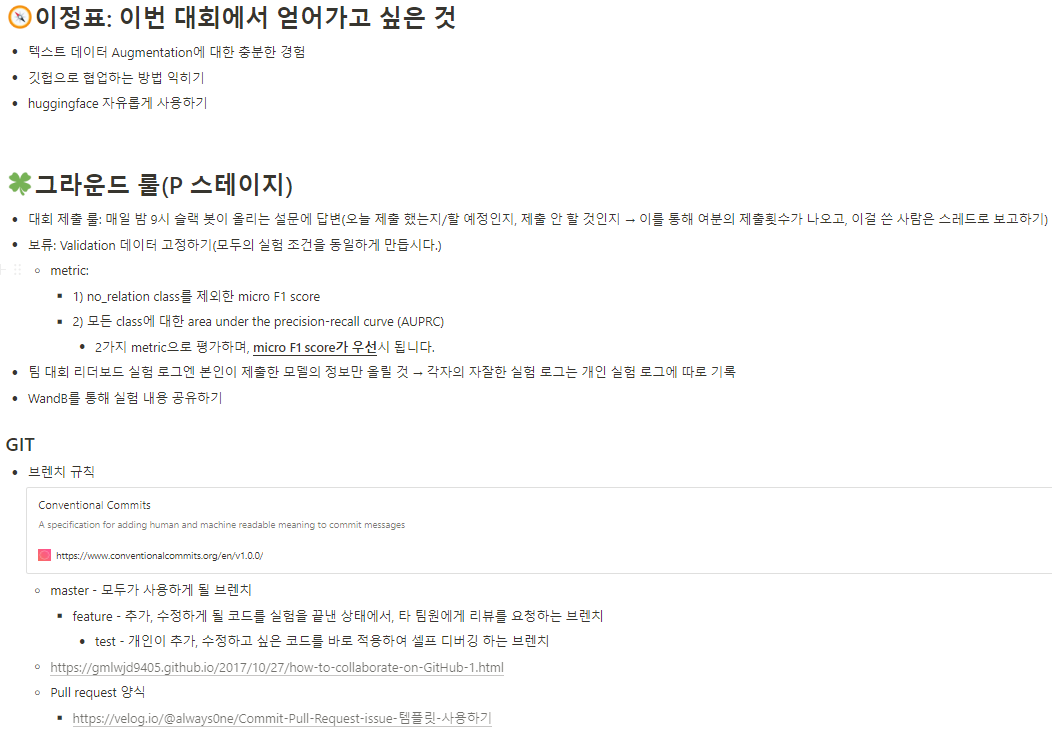 이정표: 이번 대회에서 얻어가고 싶은 것
텍스트 데이터 Augmentation에 대한 충분한 경험
깃헙으로 협업하는 방법 익히기
huggingface 자유롭게 사용하기
그라운드 룰(P 스테이지)
대회 제출 룰: 매일 밤 9시 슬랙 봇이 올리는 설문에 답변(오늘 제출 했는지/할 예정인지, 제출 안 할 것인지 → 이를 통해 여분의 제출횟수가 나오고, 이걸 쓴 사람은 스레드로 보고하기)
보류: Validation 데이터 고정하기(모두의 실험 조건을 동일하게 만듭시다.)
metric:
1) no_relation class를 제외한 micro F1 score
2) 모든 class에 대한 area under the precision-recall curve (AUPRC)
2가지 metric으로 평가하며, micro F1 score가 우선시 됩니다.
팀 대회 리더보드 실험 로그엔 본인이 제출한 모델의 정보만 올릴 것 → 각자의 자잘한 실험 로그는 개인 실험 로그에 따로 기록
WandB를 통해 실험 내용 공유하기
GIT
브렌치 규칙
Conventional Commits
A specification for adding human and machine readable meaning to commit messages
https://www.conventionalcommits.org/en/v1.0.0/
master - 모두가 사용하게 될 브렌치
feature - 추가, 수정하게 될 코드를 실험을 끝낸 상태에서, 타 팀원에게 리뷰를 요청하는 브렌치
test - 개인이 추가, 수정하고 싶은 코드를 바로 적용하여 셀프 디버깅 하는 브렌치
https://gmlwjd9405.github.io/2017/10/27/how-to-collaborate-on-GitHub-1.html
Pull request 양식
https://velog.io/@always0ne/Commit-Pull-Request-issue-템플릿-사용하기